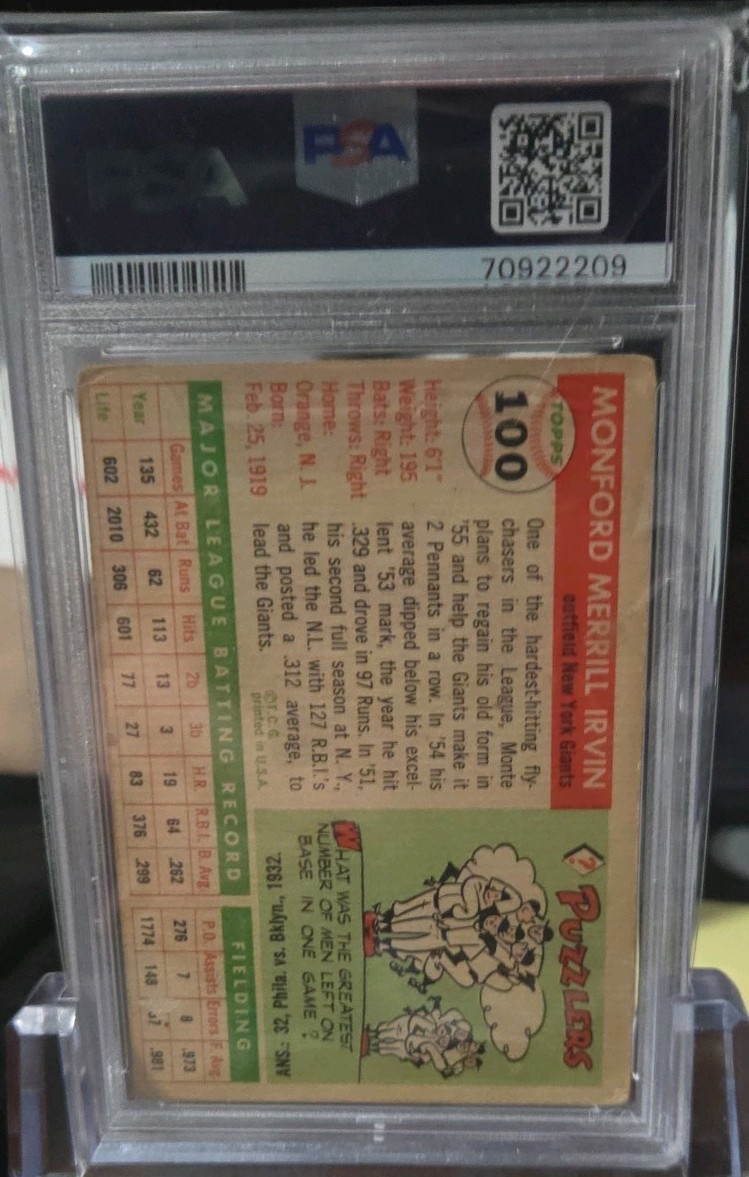 PSA
70922209
MONFORD MERRILL IRVIN
outfield New York Giants
TOPPS
100
Height: 6'1"
Weight: 195
Bats: Right
Throws: Right
Home:
Orange, N. J.
Born:
Feb. 25, 1919
One of the hardest-hitting fly-
chasers in the League, Monte
plans to regain his old form in
'55 and help the Giants make it
2 Pennants in a row. In '54 his
average dipped below his excel-
lent '53 mark, the year he hit
.329 and drove in 97 Runs. In '51,
his second full season at N. Y.,
he led the N.L. with 127 R.B.I.'s
and posted a .312 average, to
lead the Giants.
©T.C.G.
printed in U.S.A.
? PUZZLERS
WHAT WAS THE GREATEST
NUMBER OF MEN LEFT ON
BASE IN ONE GAME?
ANS: 32, Phila. vs. Bklyn., 1932.
MAJOR LEAGUE BATTING RECORD FIELDING
Games At Bat Runs Hits 2b 3b H.R. R.B.I. B. Avg. P.O. Assists Errors F. Avg.
Year 135 432 62 113 13 3 19 64 .262 276 7 8 .973
Life 602 2010 306 601 77 27 83 376 .299 1774 148 37 .981